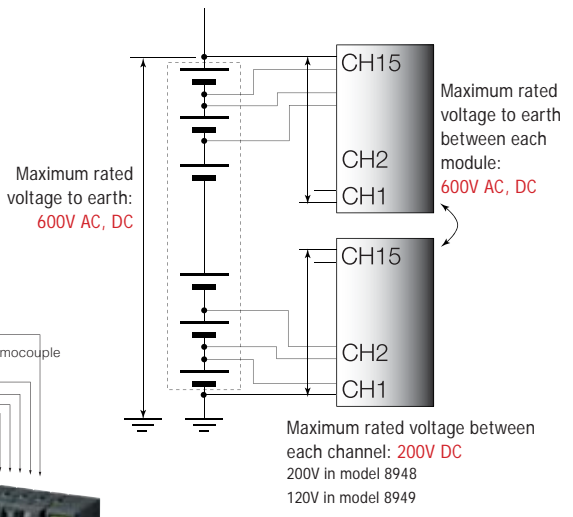 CH15
Maximum rated
voltage to earth
between each
module:
600V AC, DC
CH2
CH1
Maximum rated
voltage to earth:
600V AC, DC
CH15
CH2
CH1
mocouple
Maximum rated voltage between
each channel: 200V DC
200V in model 8948
120V in model 8949